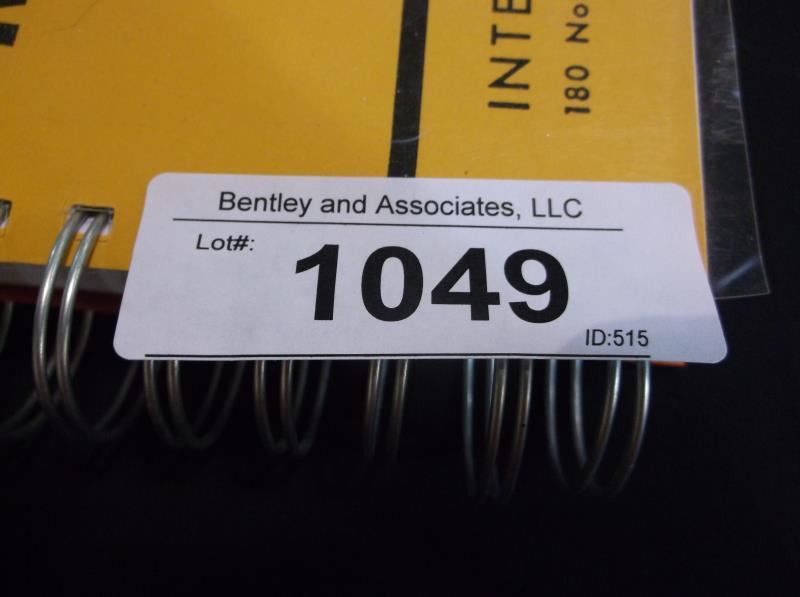 Bentley and Associates, LLC
Lot#:
1049
ID:515
INTE
180 No